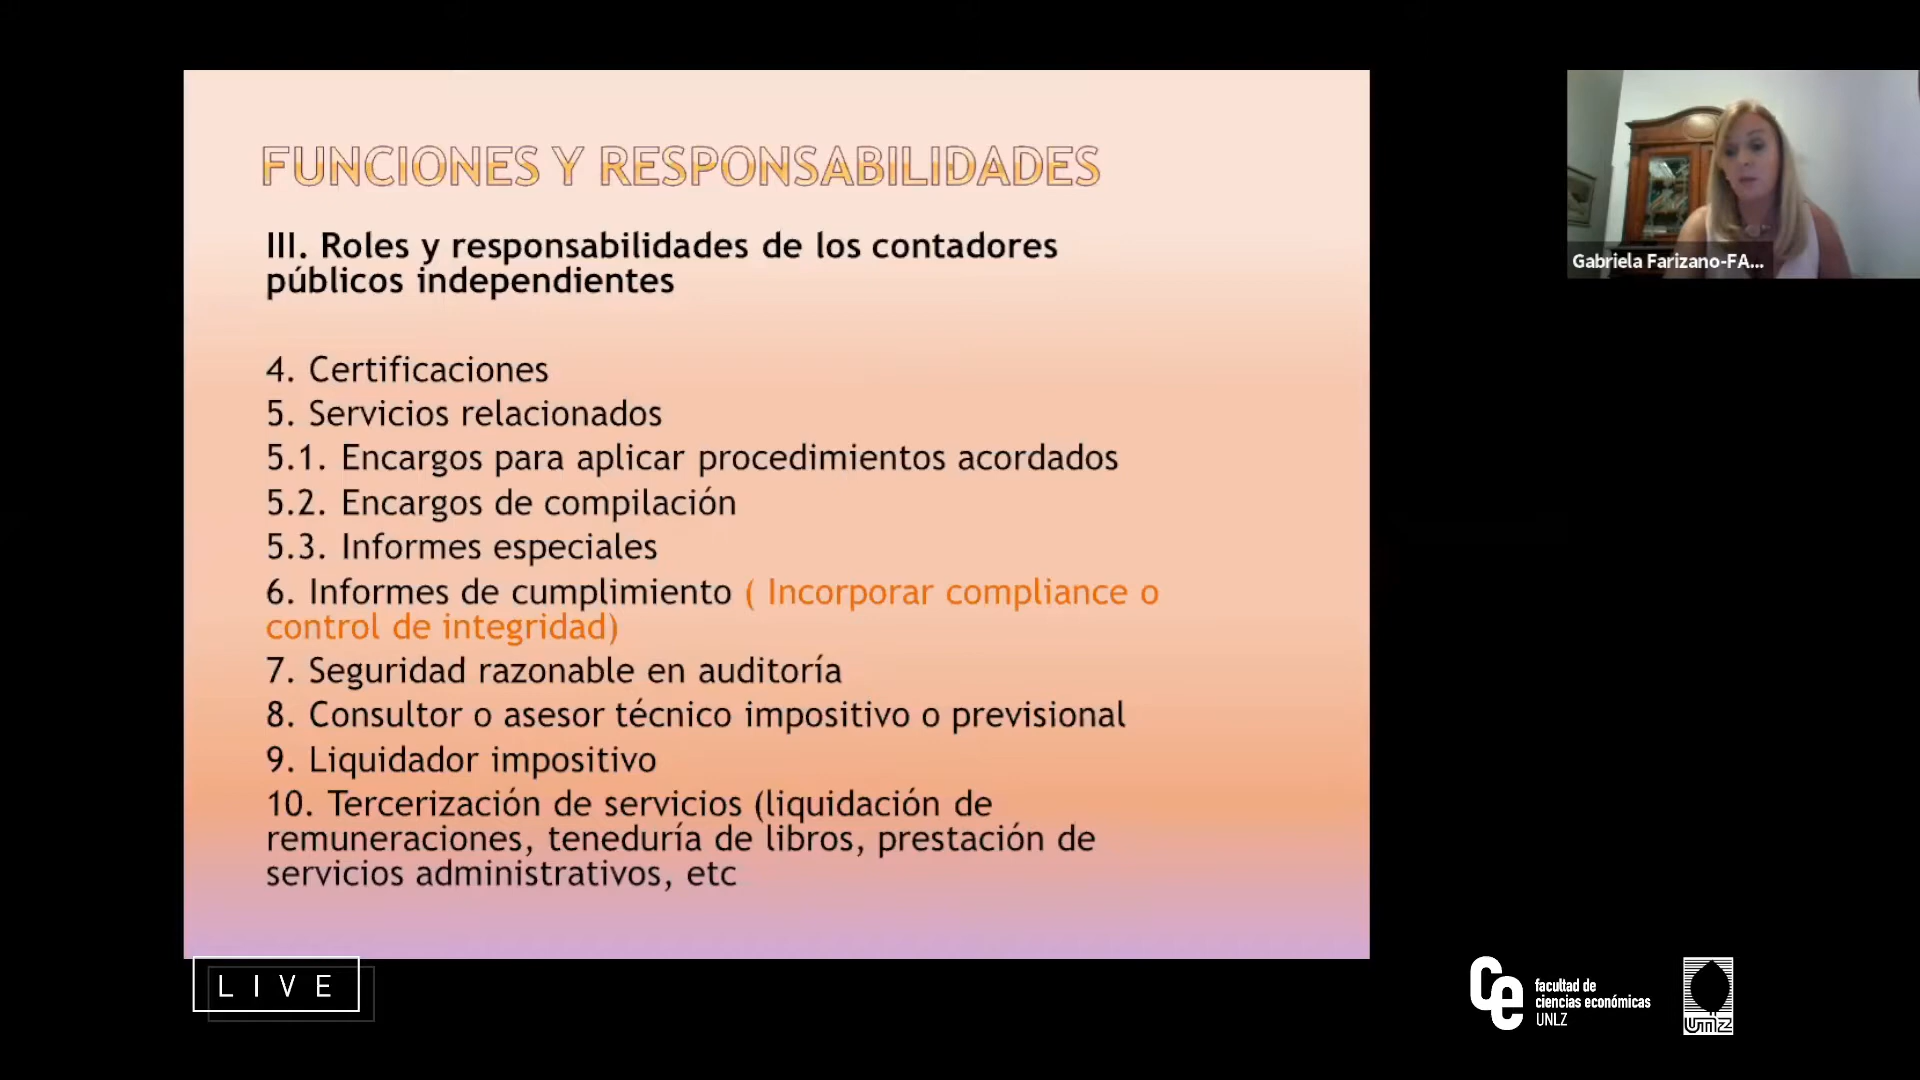 FUNCIONES Y RESPONSABILIDADES
III. Roles y responsabilidades de los contadores
públicos independientes
4. Certificaciones
5. Servicios relacionados
5.1. Encargos para aplicar procedimientos acordados
5.2. Encargos de compilación
5.3. Informes especiales
6. Informes de cumplimiento ( Incorporar compliance o
control de integridad)
7. Seguridad razonable en auditoría
8. Consultor o asesor técnico impositivo o previsional
9. Liquidador impositivo
10. Tercerización de servicios (liquidación de
remuneraciones, teneduría de libros, prestación de
servicios administrativos, etc
Gabriela Farizano-FA...
LIVE
ce
facultad de
ciencias económicas
UNLZ
UNLZ